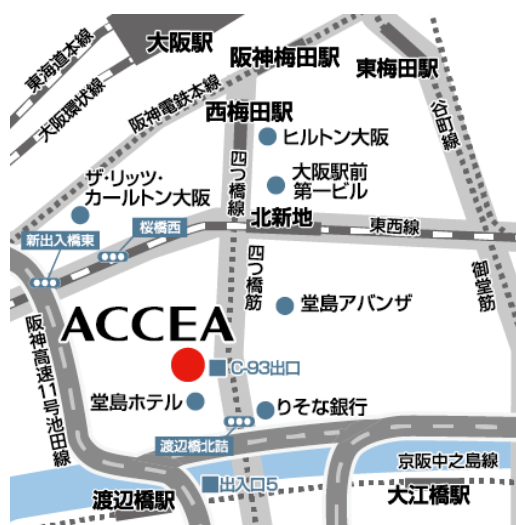 大阪駅
東海道本線
大阪環状線
阪神梅田駅
東梅田駅
阪神電鉄本線
西梅田駅
谷町線
ヒルトン大阪
四つ橋線
大阪駅前
第一ビル
ザ・リッツ・
カールトン大阪
北新地
東西線
新出入橋東
桜橋西
四つ橋筋
御堂筋
堂島アバンザ
ACCEA
阪神高速11号池田線
C-93出口
堂島ホテル
りそな銀行
渡辺橋北詰
京阪中之島線
出入口5
渡辺橋駅
大江橋駅